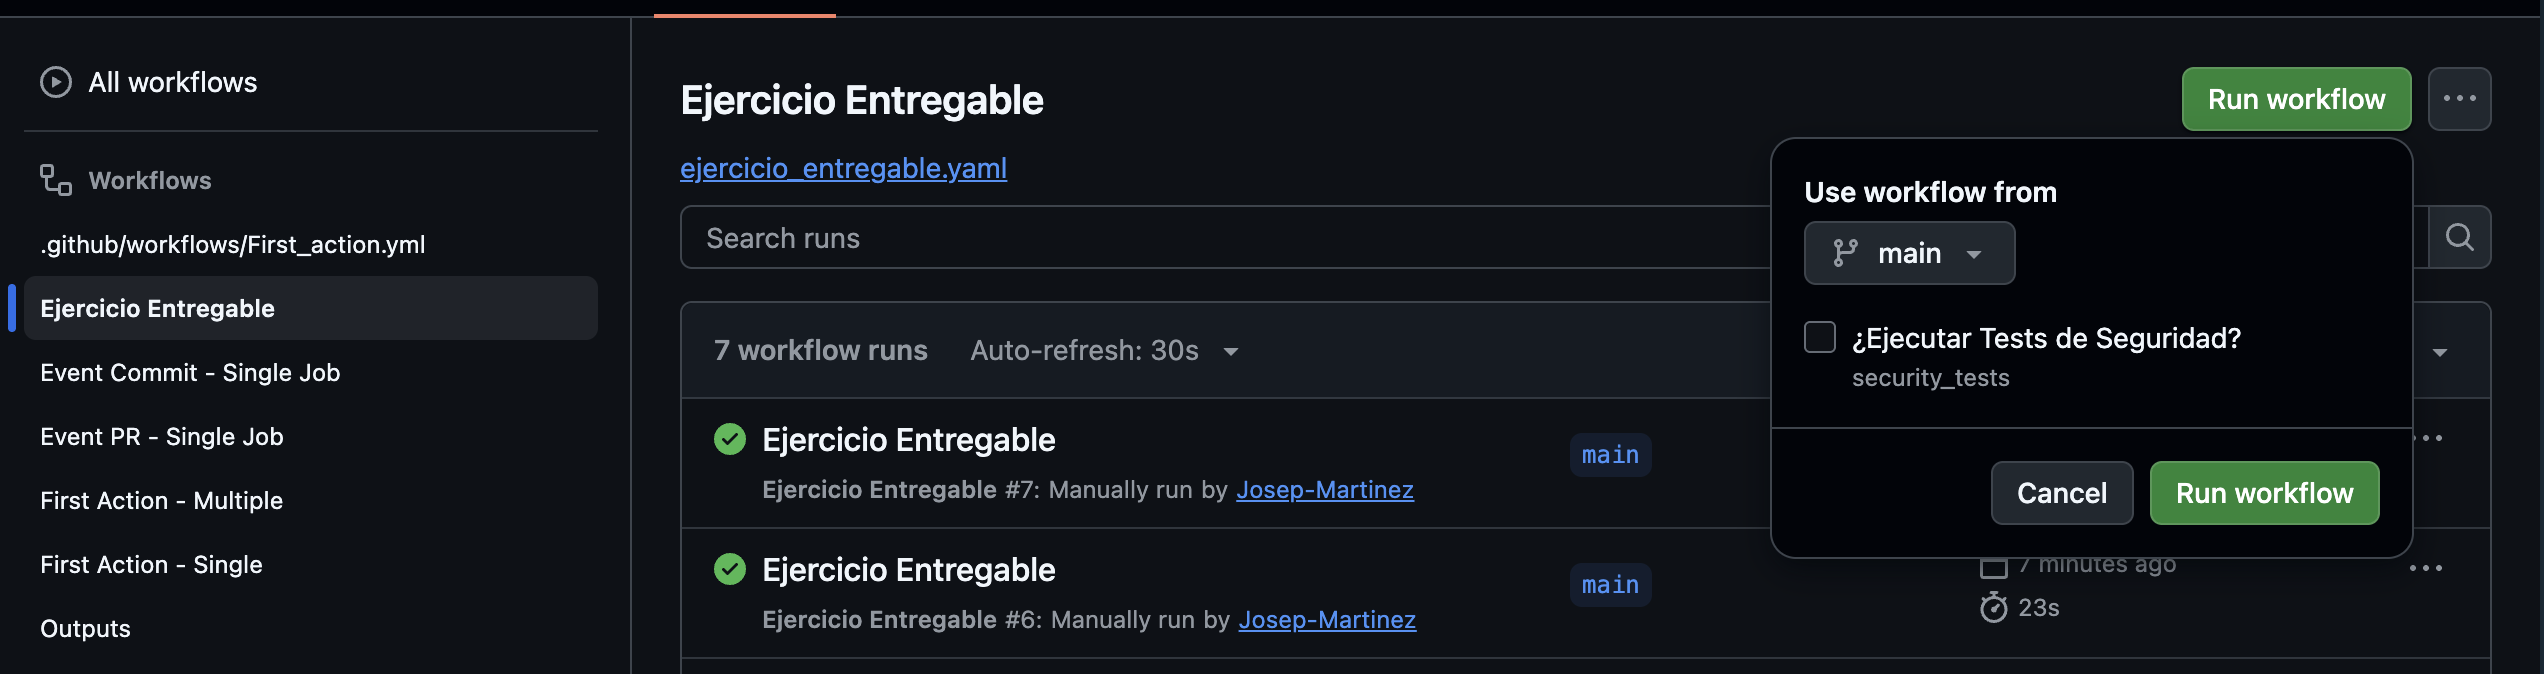 All workflows
Workflows
.github/workflows/First_action.yml
Ejercicio Entregable
Event Commit - Single Job
Event PR - Single Job
First Action - Multiple
First Action - Single
Outputs
Ejercicio Entregable
ejercicio_entregable.yaml
Search runs
Run workflow
Use workflow from
main
¿Ejecutar Tests de Seguridad?
security_tests
Cancel Run workflow
7 workflow runs Auto-refresh: 30s
Ejercicio Entregable
main
Ejercicio Entregable #7: Manually run by Josep-Martinez
Ejercicio Entregable
main
7 minutes ago
Ejercicio Entregable #6: Manually run by Josep-Martinez
23s